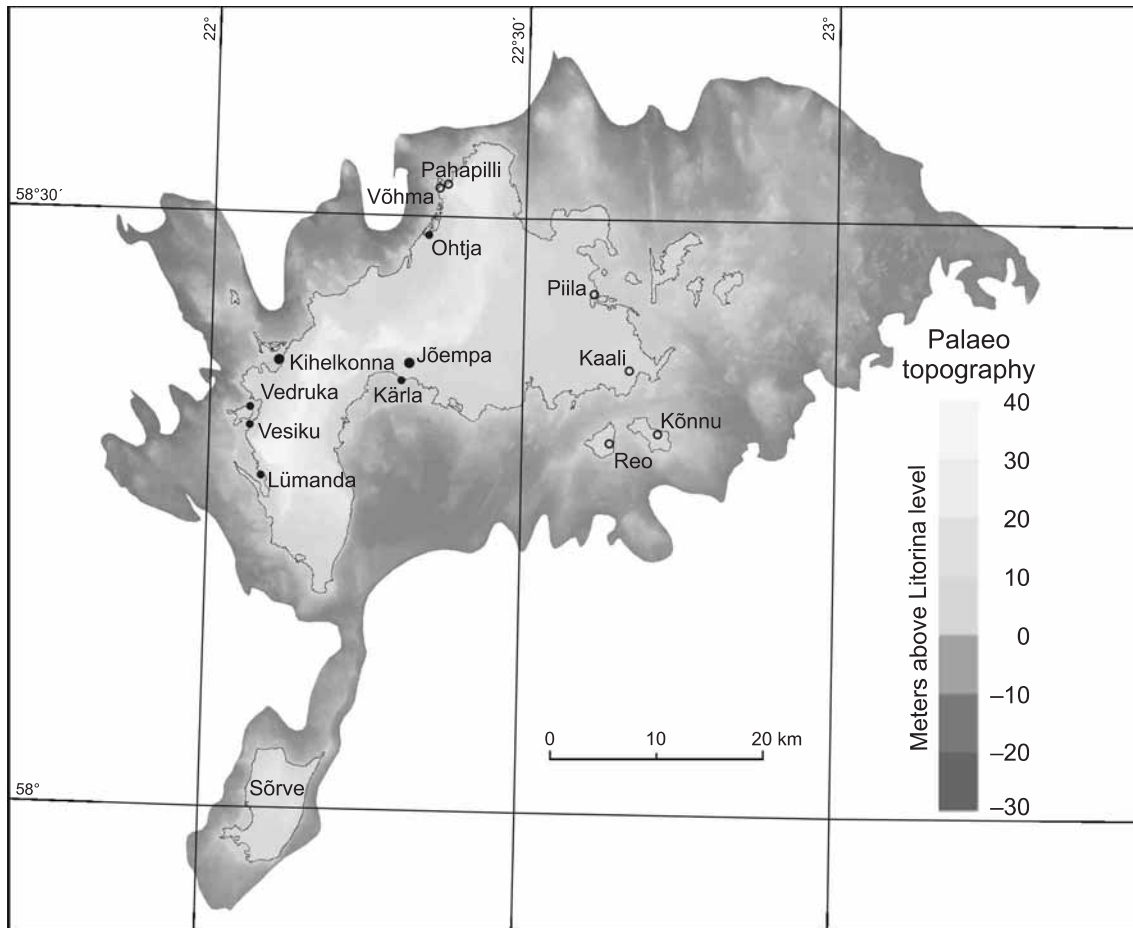 22°
22°30´
23°
58°30´
Pahapilli
Võhma
Ohtja
Piila
Kihelkonna
Jõempa
Kaali
Kärla
Vedruka
Vesiku
Kõnnu
Reo
Lümanda
Palaeo
topography
Meters above Litorina level
40
30
20
10
0
–10
–20
–30
0 10 20 km
Sõrve
58°